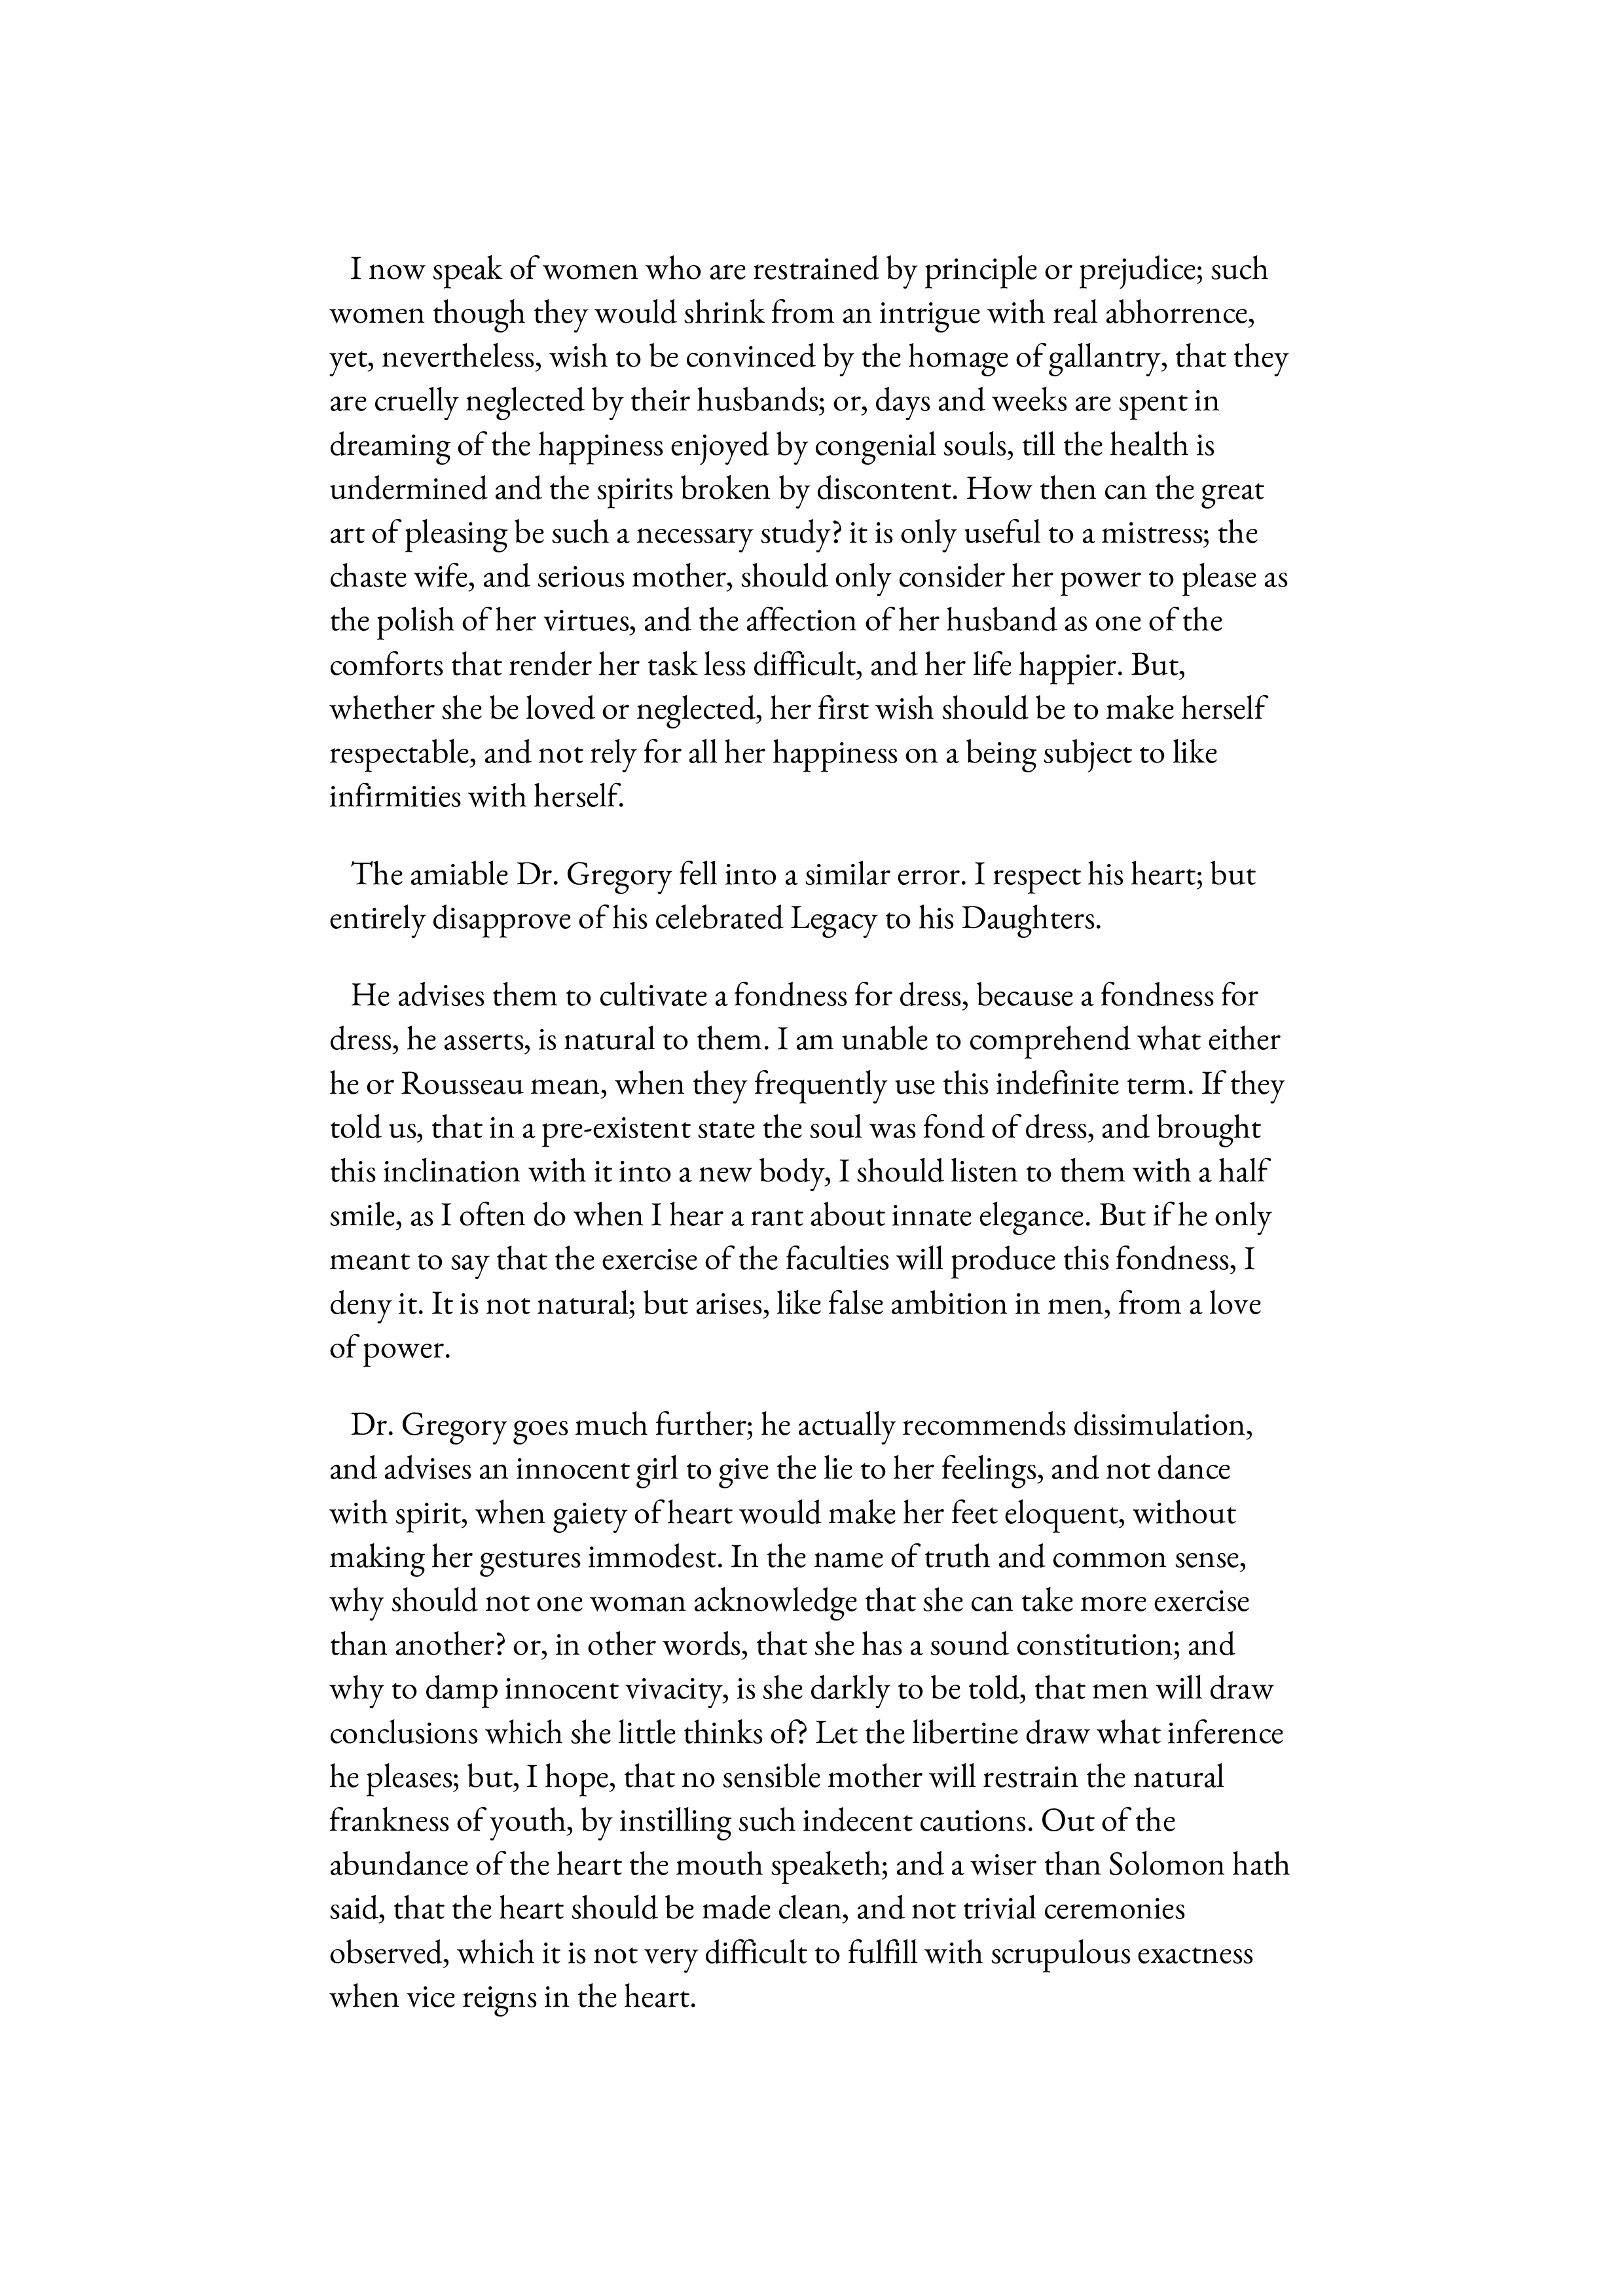 I now speak of women who are restrained by principle or prejudice; such
women though they would shrink from an intrigue with real abhorrence,
yet, nevertheless, wish to be convinced by the homage of gallantry, that they
are cruelly neglected by their husbands; or, days and weeks are spent in
dreaming of the happiness enjoyed by congenial souls, till the health is
undermined and the spirits broken by discontent. How then can the great
art of pleasing be such a necessary study? it is only useful to a mistress; the
chaste wife, and serious mother, should only consider her power to please as
the polish of her virtues, and the affection of her husband as one of the
comforts that render her task less difficult, and her life happier. But,
whether she be loved or neglected, her first wish should be to make herself
respectable, and not rely for all her happiness on a being subject to like
infirmities with herself.
The amiable Dr. Gregory fell into a similar error. I respect his heart; but
entirely disapprove of his celebrated Legacy to his Daughters.
He advises them to cultivate a fondness for dress, because a fondness for
dress, he asserts, is natural to them. I am unable to comprehend what either
he or Rousseau mean, when they frequently use this indefinite term. If they
told us, that in a pre-existent state the soul was fond of dress, and brought
this inclination with it into a new body, I should listen to them with a half
smile, as I often do when I hear a rant about innate elegance. But if he only
meant to say that the exercise of the faculties will produce this fondness, I
deny it. It is not natural; but arises, like false ambition in men, from a love
of power.
Dr. Gregory goes much further; he actually recommends dissimulation,
and advises an innocent girl to give the lie to her feelings, and not dance
with spirit, when gaiety of heart would make her feet eloquent, without
making her gestures immodest. In the name of truth and common sense,
why should not one woman acknowledge that she can take more exercise
than another? or, in other words, that she has a sound constitution; and
why to damp innocent vivacity, is she darkly to be told, that men will draw
conclusions which she little thinks of? Let the libertine draw what inference
he pleases; but, I hope, that no sensible mother will restrain the natural
frankness of youth, by instilling such indecent cautions. Out of the
abundance of the heart the mouth speaketh; and a wiser than Solomon hath
said, that the heart should be made clean, and not trivial ceremonies
observed, which it is not very difficult to fulfill with scrupulous exactness
when vice reigns in the heart.